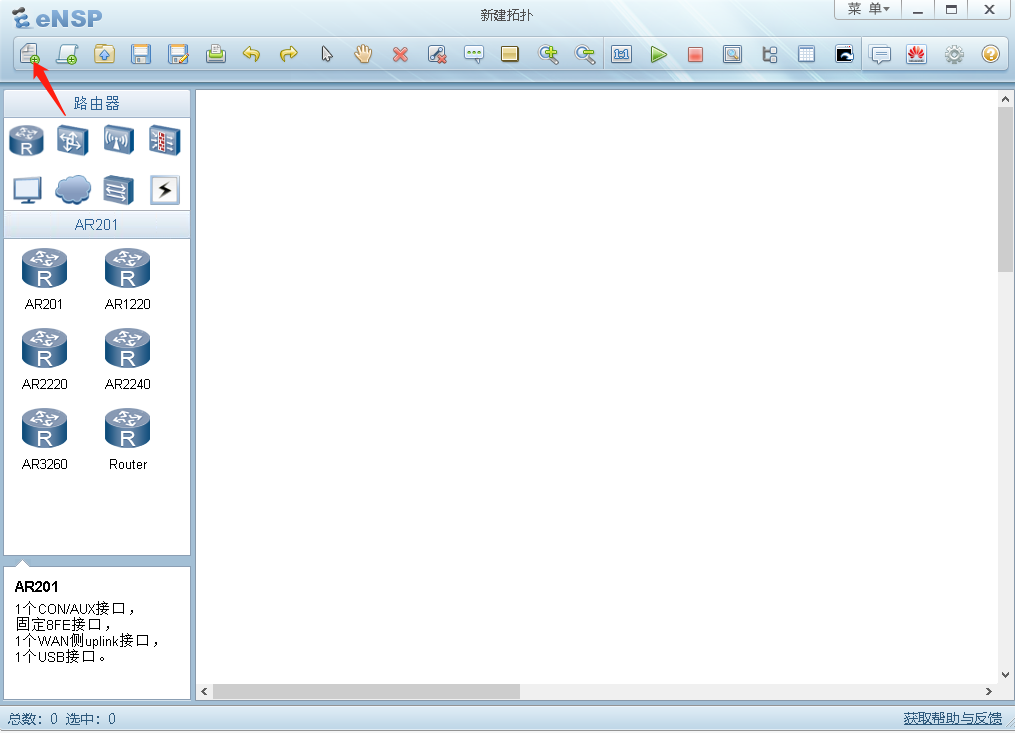 eNSP
新建拓扑
菜 单
1:1
路由器
R
AR201
R
R
AR201
AR1220
R
R
AR2220
AR2240
R
R
AR3260
Router
AR201
1个CON/AUX接口，
固定8FE接口，
1个WAN侧uplink接口，
1个USB接口。
总数: 0 选中: 0
获取帮助与反馈